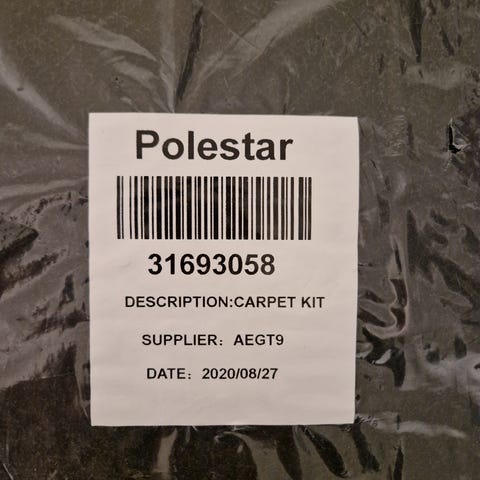 Polestar
31693058
DESCRIPTION:CARPET KIT
SUPPLIER: AEGT9
DATE: 2020/08/27